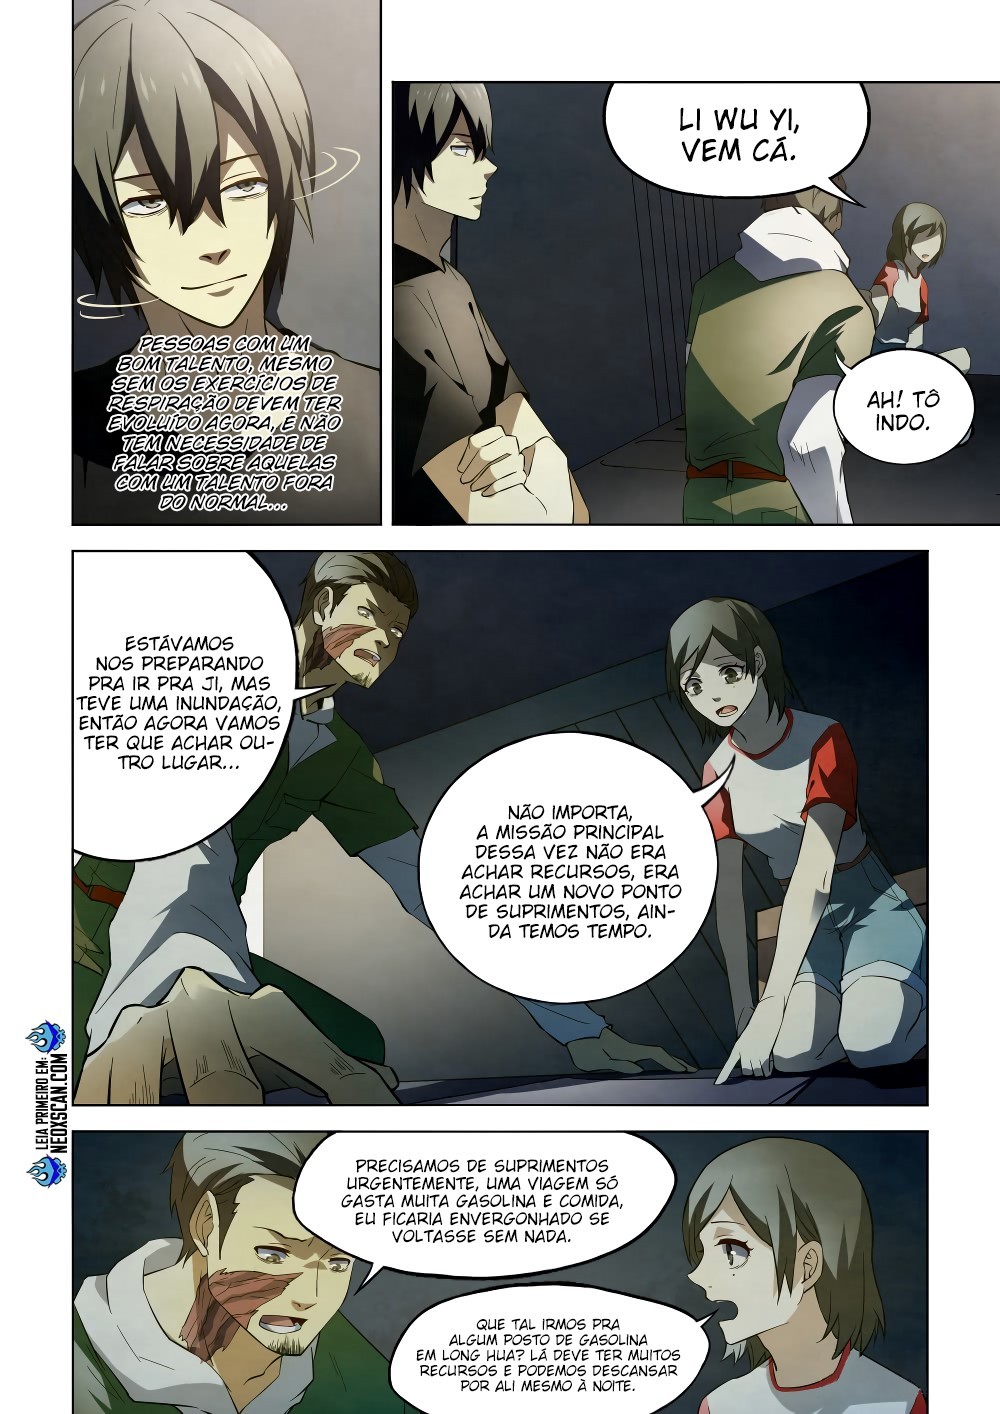 PESSOAS COM UM
BOM TALENTO, MESMO
SEM OS EXERCÍCIOS DE
RESPIRAÇÃO DEVEM TER
EVOLUÍDO AGORA, E NÃO
TEM NECESSIDADE DE
FALAR SOBRE AQUELAS
COM UM TALENTO FORA
DO NORMAL...
LI WU YI,
VEM CÁ.
AH! TÔ
INDO.
ESTÁVAMOS
NOS PREPARANDO
PRA IR PRA JI, MAS
TEVE UMA INUNDAÇÃO,
ENTÃO AGORA VAMOS
TER QUE ACHAR OU-
TRO LUGAR...
NÃO IMPORTA,
A MISSÃO PRINCIPAL
DESSA VEZ NÃO ERA
ACHAR RECURSOS, ERA
ACHAR UM NOVO PONTO
DE SUPRIMENTOS, AIN-
DA TEMOS TEMPO.
LEIA PRIMEIRO EM:
NEOXSCAN.COM
PRECISAMOS DE SUPRIMENTOS
URGENTEMENTE, UMA VIAGEM SÓ
GASTA MUITA GASOLINA E COMIDA,
EU FICARIA ENVERGONHADO SE
VOLTASSE SEM NADA.
QUE TAL IRMOS PRA
ALGUM POSTO DE GASOLINA
EM LONG HUA? LÁ DEVE TER MUITOS
RECURSOS E PODEMOS DESCANSAR
POR ALI MESMO À NOITE.